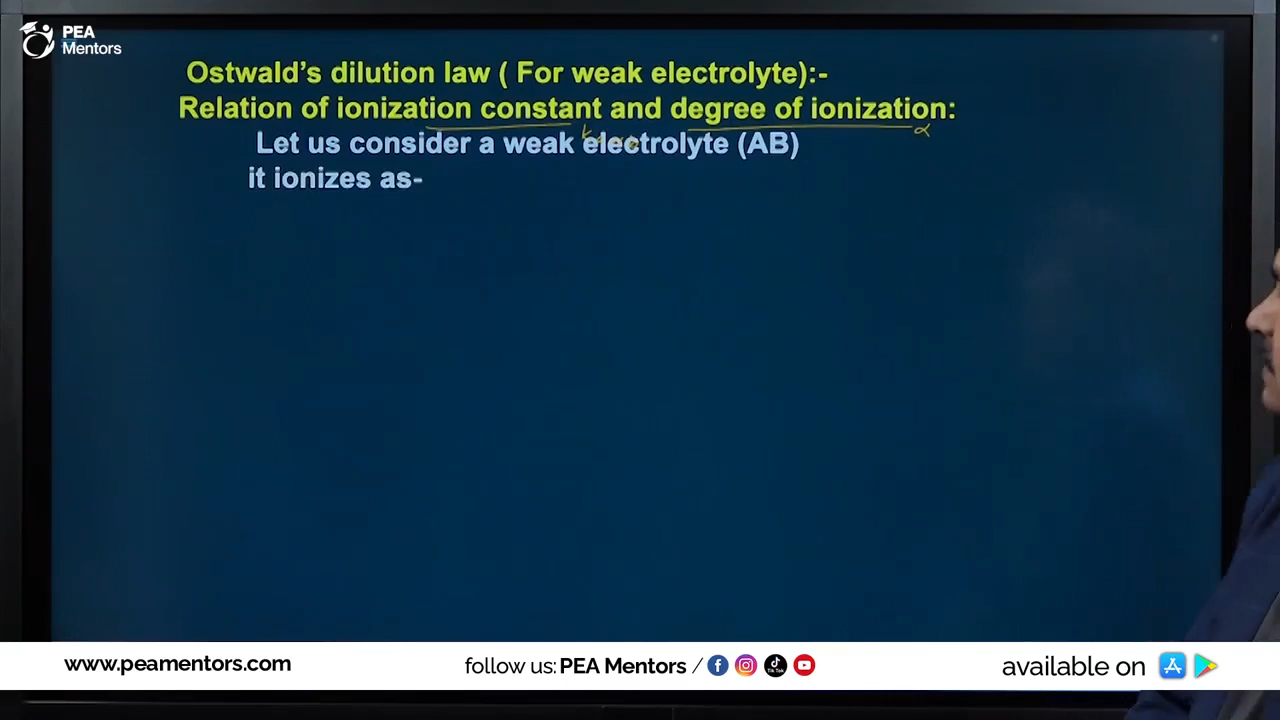 PEA
Mentors
Ostwald’s dilution law ( For weak electrolyte):-
Relation of ionization constant and degree of ionization:
α
Let us consider a weak electrolyte (AB)
it ionizes as-
www.peamentors.com
follow us: PEA Mentors /
available on